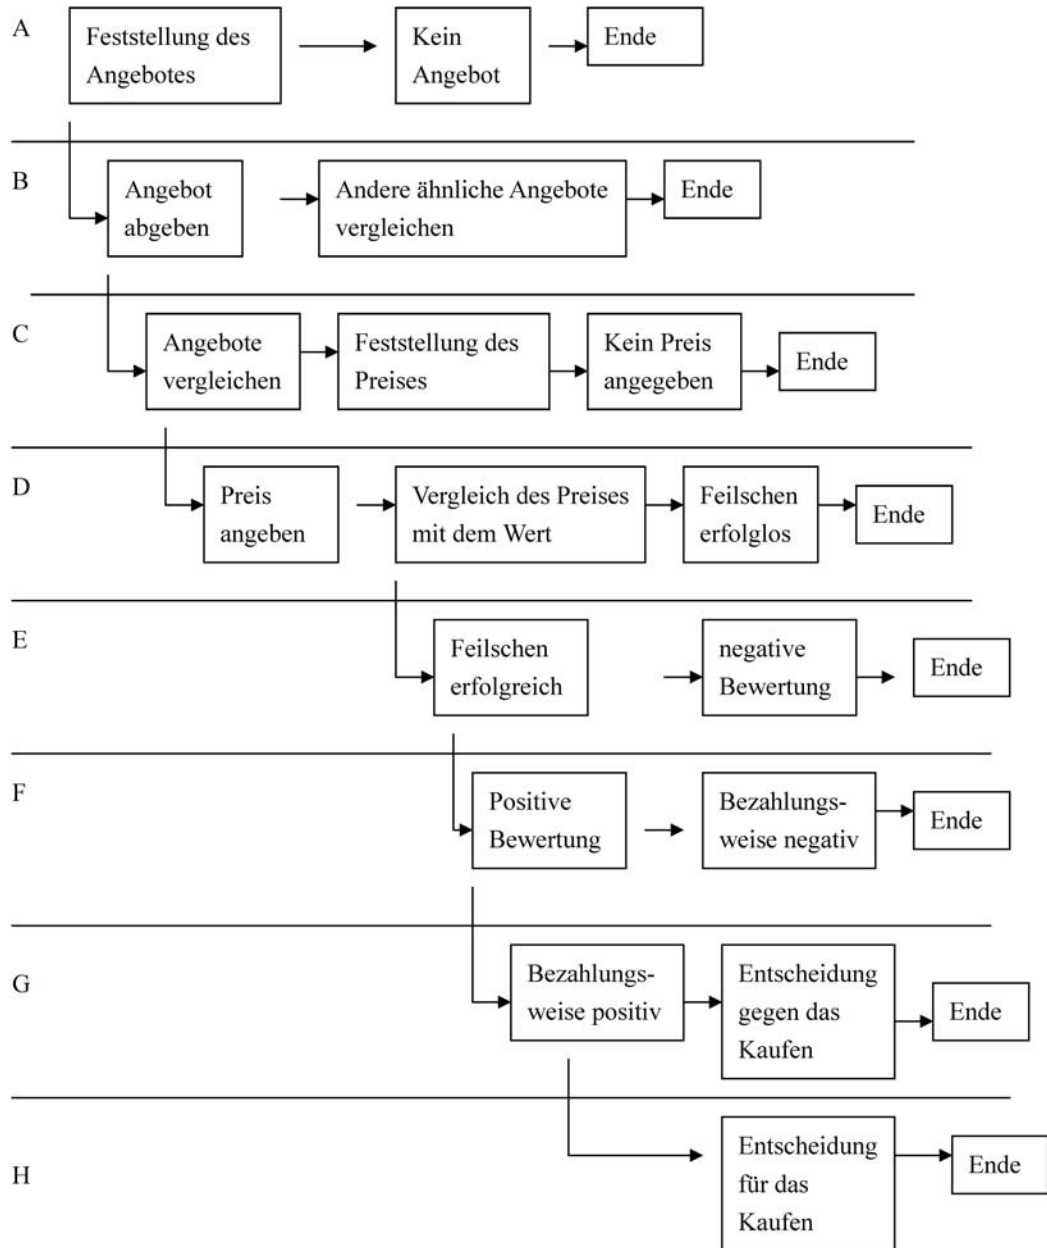 A
Feststellung des
Angebotes
Kein
Angebot
Ende
B
Angebot
abgeben
Andere ähnliche Angebote
vergleichen
Ende
C
Angebote
vergleichen
Feststellung des
Preises
Kein Preis
angegeben
Ende
D
Preis
angeben
Vergleich des Preises
mit dem Wert
Feilschen
erfolglos
Ende
E
Feilschen
erfolgreich
negative
Bewertung
Ende
F
Positive
Bewertung
Bezahlungs-
weise negativ
Ende
G
Bezahlungs-
weise positiv
Entscheidung
gegen das
Kaufen
Ende
H
Entscheidung
für das
Kaufen
Ende